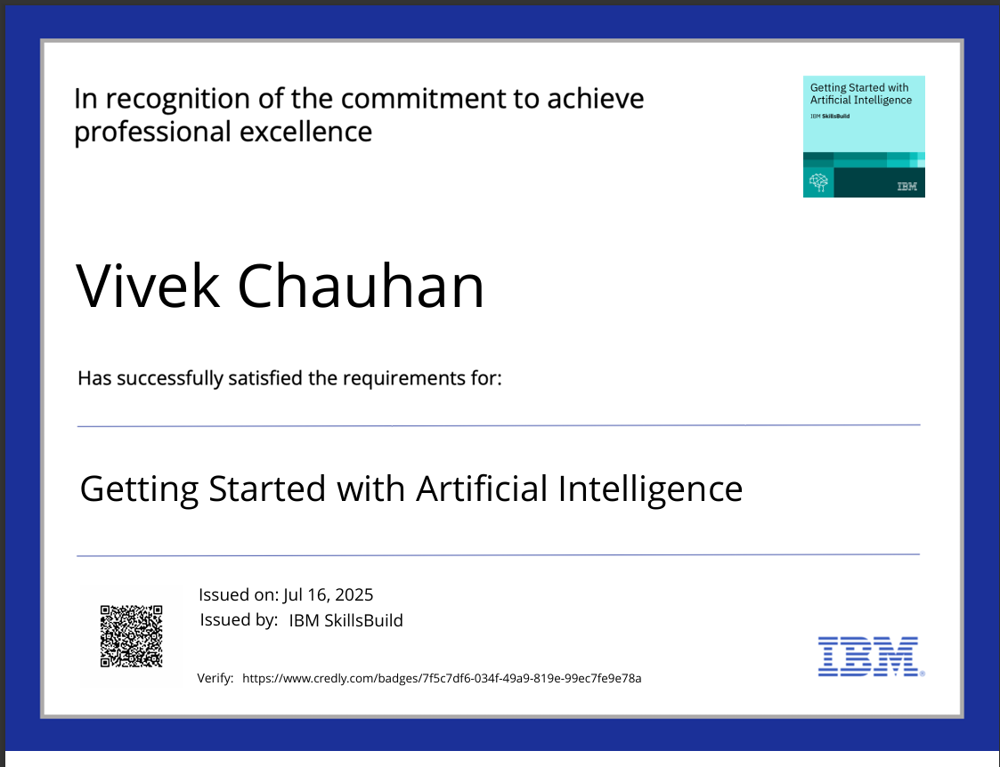 In recognition of the commitment to achieve
professional excellence
Getting Started with
Artificial Intelligence
IBM SkillsBuild
IBM
Vivek Chauhan
Has successfully satisfied the requirements for:
Getting Started with Artificial Intelligence
Issued on: Jul 16, 2025
Issued by: IBM SkillsBuild
Verify: https://www.credly.com/badges/7f5c7df6-034f-49a9-819e-99ec7fe9e78a
IBM®